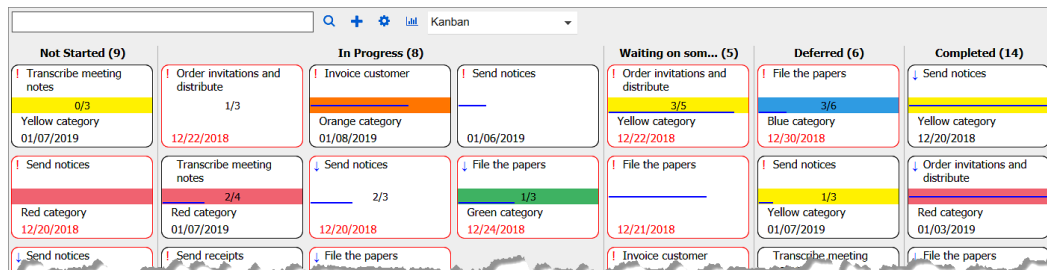 Kanban
Not Started (9)
In Progress (8)
Waiting on som... (5)
Deferred (6)
Completed (14)
! Transcribe meeting
notes
0/3
Yellow category
01/07/2019
! Order invitations and
distribute
1/3
12/22/2018
! Invoice customer
Orange category
01/08/2019
! Send notices
01/06/2019
! Order invitations and
distribute
3/5
Yellow category
12/22/2018
! File the papers
3/6
Blue category
12/30/2018
↓ Send notices
Yellow category
12/20/2018
! Send notices
Red category
12/20/2018
Transcribe meeting
notes
2/4
Red category
01/07/2019
↓ Send notices
2/3
12/20/2018
↓ File the papers
1/3
Green category
12/24/2018
! File the papers
12/21/2018
! Send notices
1/3
Yellow category
01/07/2019
↓ Order invitations and
distribute
Red category
01/03/2019
↓ Send notices
! Send receipts
↓ File the papers
! Invoice customer
Transcribe meeting
↓ File the papers